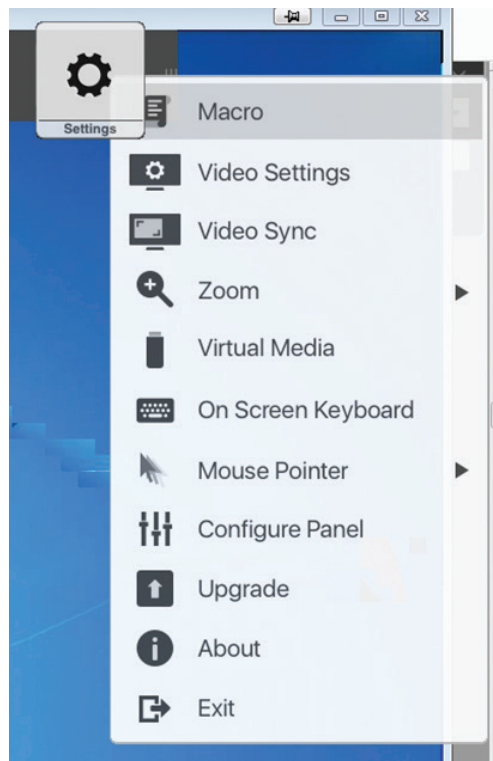 Settings
Macro
Video Settings
Video Sync
Zoom
Virtual Media
On Screen Keyboard
Mouse Pointer
Configure Panel
Upgrade
About
Exit